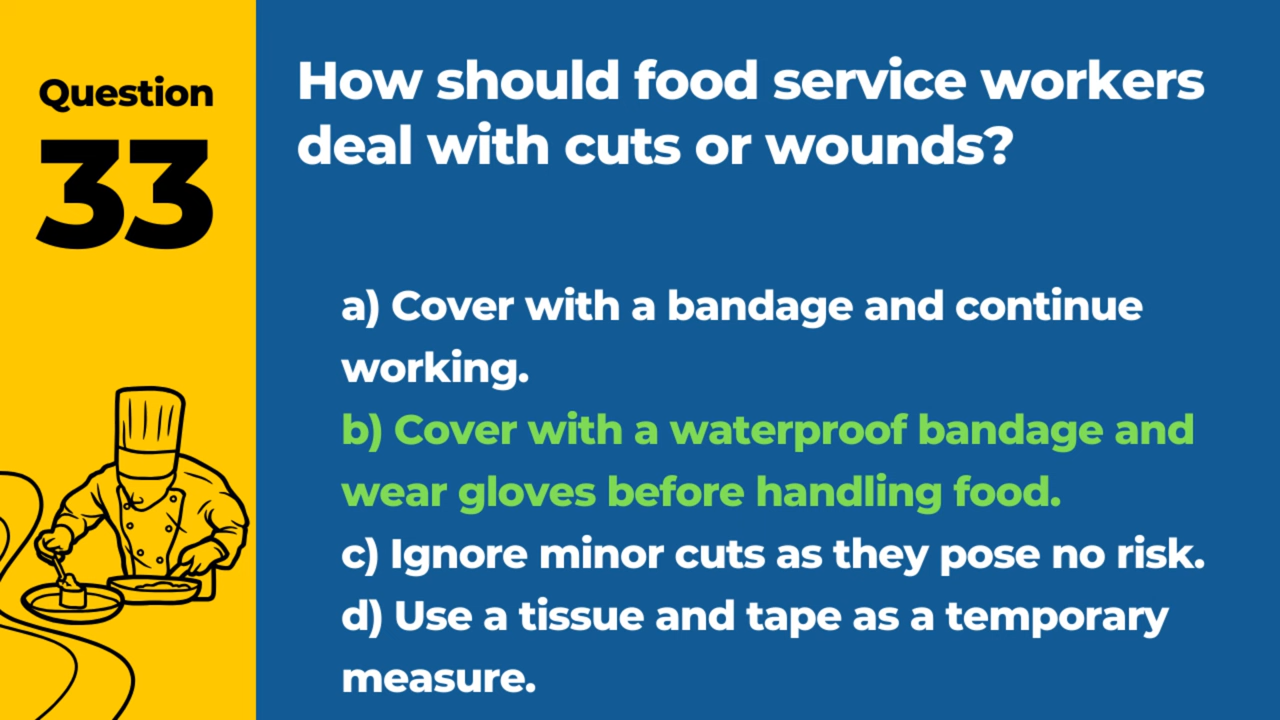 Question
33
How should food service workers
deal with cuts or wounds?
a) Cover with a bandage and continue
working.
b) Cover with a waterproof bandage and
wear gloves before handling food.
c) Ignore minor cuts as they pose no risk.
d) Use a tissue and tape as a temporary
measure.